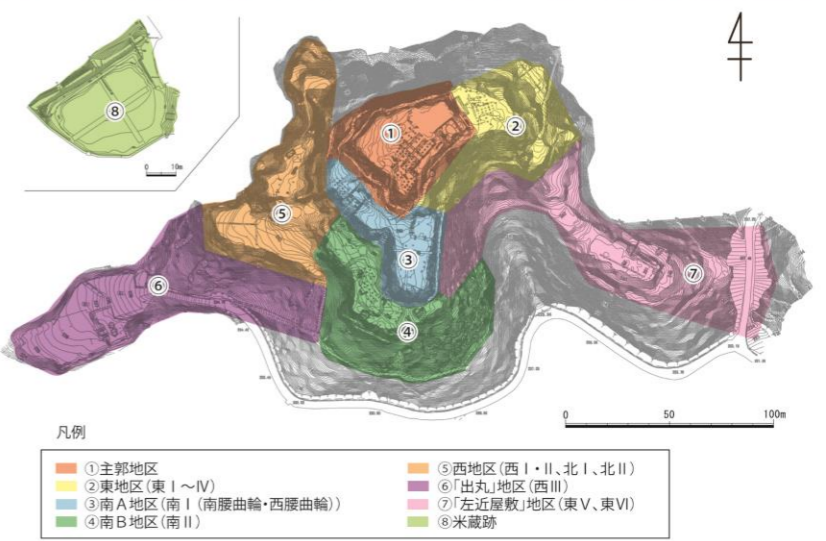 ⑧
0 10m
①
②
⑤
③
⑥
⑦
④
0 50 100m
凡例
①主郭地区
②東地区(東Ⅰ～Ⅳ)
③南A地区(南Ⅰ(南腰曲輪・西腰曲輪))
④南B地区(南Ⅱ)
⑤西地区(西Ⅰ・Ⅱ、北Ⅰ、北Ⅱ)
⑥「出丸」地区(西Ⅲ)
⑦「左近屋敷」地区(東Ⅴ、東Ⅵ)
⑧米蔵跡